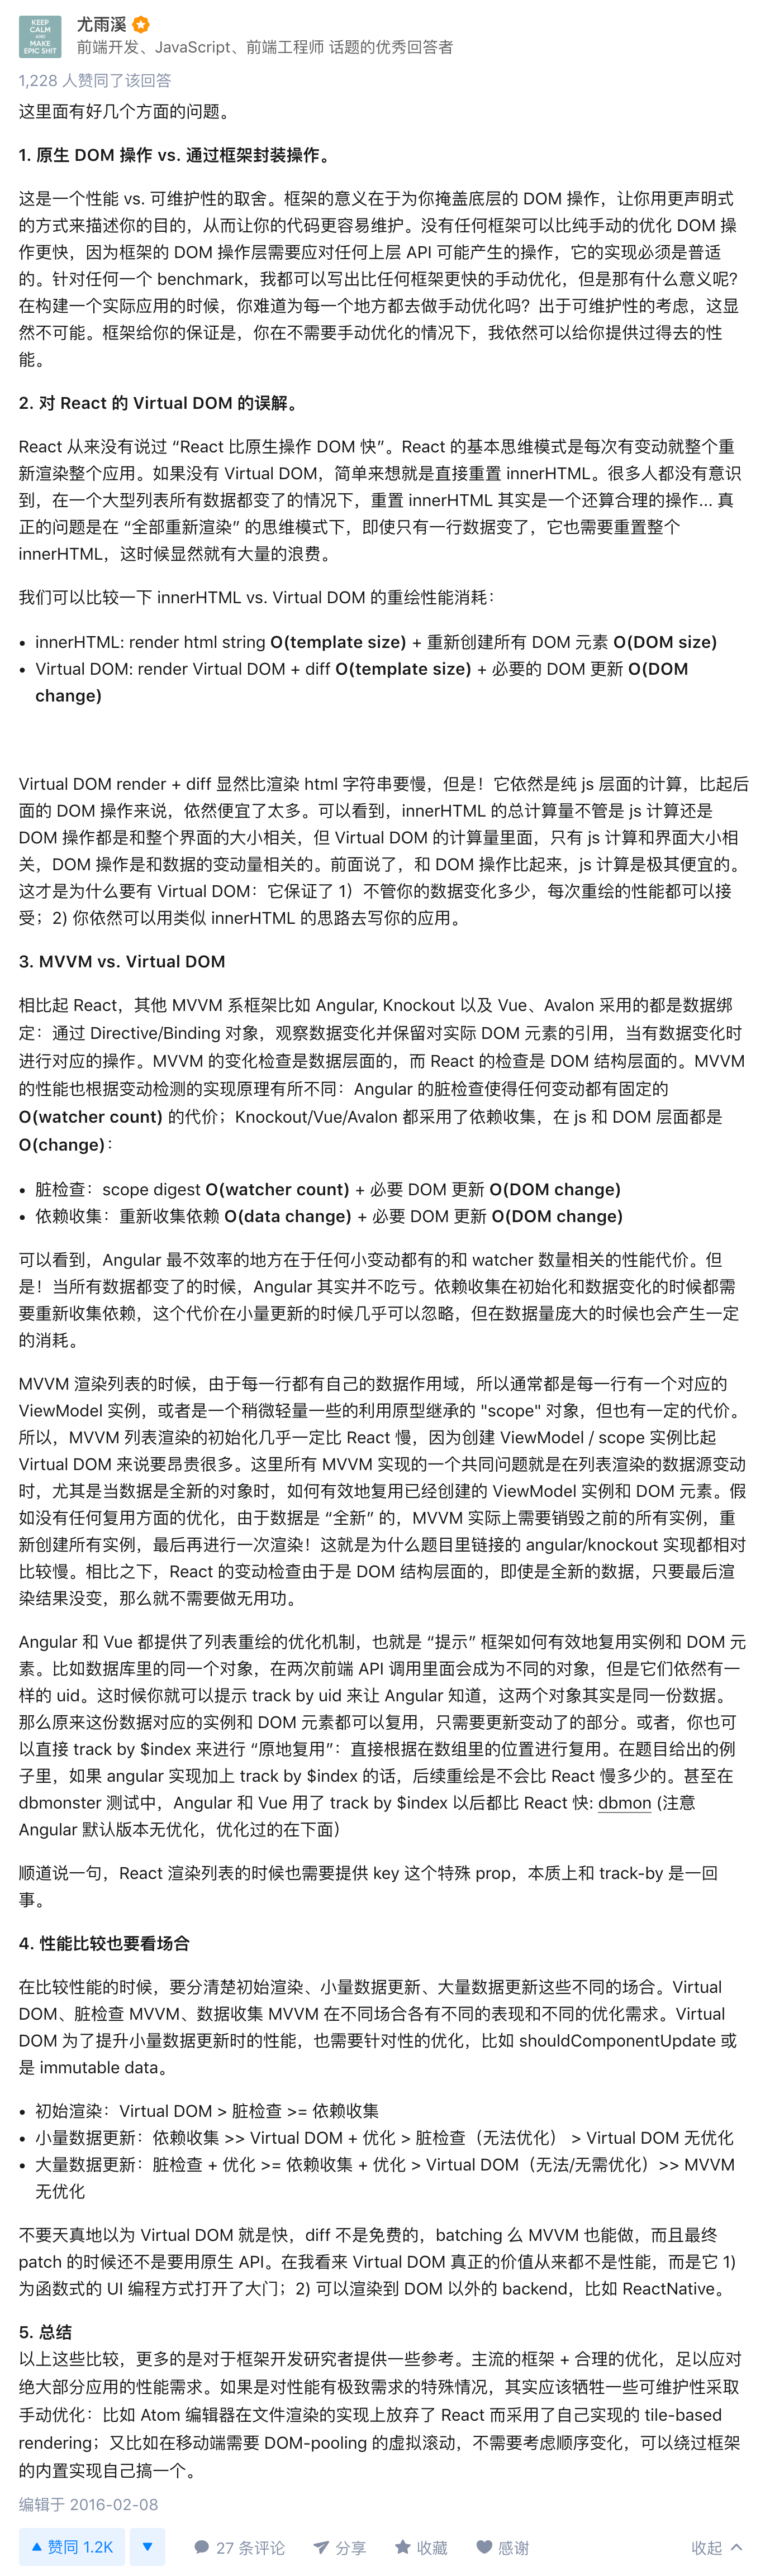 KEEP
CALM
AND
MAKE
EPIC SHIT
尤雨溪
前端开发、JavaScript、前端工程师 话题的优秀回答者
1,228 人赞同了该回答
这里面有好几个方面的问题。
1. 原生 DOM 操作 vs. 通过框架封装操作。
这是一个性能 vs. 可维护性的取舍。框架的意义在于为你掩盖底层的 DOM 操作，让你用更声明式
的方式来描述你的目的，从而让你的代码更容易维护。没有任何框架可以比纯手动的优化 DOM 操
作更快，因为框架的 DOM 操作层需要应对任何上层 API 可能产生的操作，它的实现必须是普适
的。针对任何一个 benchmark，我都可以写出比任何框架更快的手动优化，但是那有什么意义呢？
在构建一个实际应用的时候，你难道为每一个地方都去做手动优化吗？出于可维护性的考虑，这显
然不可能。框架给你的保证是，你在不需要手动优化的情况下，我依然可以给你提供过得去的性
能。
2. 对 React 的 Virtual DOM 的误解。
React 从来没有说过 “React 比原生操作 DOM 快”。React 的基本思维模式是每次有变动就整个重
新渲染整个应用。如果没有 Virtual DOM，简单来想就是直接重置 innerHTML。很多人都没有意识
到，在一个大型列表所有数据都变了的情况下，重置 innerHTML 其实是一个还算合理的操作... 真
正的问题是在 “全部重新渲染” 的思维模式下，即使只有一行数据变了，它也需要重置整个
innerHTML，这时候显然就有大量的浪费。
我们可以比较一下 innerHTML vs. Virtual DOM 的重绘性能消耗：
• innerHTML: render html string O(template size) + 重新创建所有 DOM 元素 O(DOM size)
• Virtual DOM: render Virtual DOM + diff O(template size) + 必要的 DOM 更新 O(DOM
change)
Virtual DOM render + diff 显然比渲染 html 字符串要慢，但是！它依然是纯 js 层面的计算，比起后
面的 DOM 操作来说，依然便宜了太多。可以看到，innerHTML 的总计算量不管是 js 计算还是
DOM 操作都是和整个界面的大小相关，但 Virtual DOM 的计算量里面，只有 js 计算和界面大小相
关，DOM 操作是和数据的变动量相关的。前面说了，和 DOM 操作比起来，js 计算是极其便宜的。
这才是为什么要有 Virtual DOM：它保证了 1）不管你的数据变化多少，每次重绘的性能都可以接
受；2) 你依然可以用类似 innerHTML 的思路去写你的应用。
3. MVVM vs. Virtual DOM
相比起 React，其他 MVVM 系框架比如 Angular, Knockout 以及 Vue、Avalon 采用的都是数据绑
定：通过 Directive/Binding 对象，观察数据变化并保留对实际 DOM 元素的引用，当有数据变化时
进行对应的操作。MVVM 的变化检查是数据层面的，而 React 的检查是 DOM 结构层面的。MVVM
的性能也根据变动检测的实现原理有所不同：Angular 的脏检查使得任何变动都有固定的
O(watcher count) 的代价；Knockout/Vue/Avalon 都采用了依赖收集，在 js 和 DOM 层面都是
O(change)：
• 脏检查：scope digest O(watcher count) + 必要 DOM 更新 O(DOM change)
• 依赖收集：重新收集依赖 O(data change) + 必要 DOM 更新 O(DOM change)
可以看到，Angular 最不效率的地方在于任何小变动都有的和 watcher 数量相关的性能代价。但
是！当所有数据都变了的时候，Angular 其实并不吃亏。依赖收集在初始化和数据变化的时候都需
要重新收集依赖，这个代价在小量更新的时候几乎可以忽略，但在数据量庞大的时候也会产生一定
的消耗。
MVVM 渲染列表的时候，由于每一行都有自己的数据作用域，所以通常都是每一行有一个对应的
ViewModel 实例，或者是一个稍微轻量一些的利用原型继承的 "scope" 对象，但也有一定的代价。
所以，MVVM 列表渲染的初始化几乎一定比 React 慢，因为创建 ViewModel / scope 实例比起
Virtual DOM 来说要昂贵很多。这里所有 MVVM 实现的一个共同问题就是在列表渲染的数据源变动
时，尤其是当数据是全新的对象时，如何有效地复用已经创建的 ViewModel 实例和 DOM 元素。假
如没有任何复用方面的优化，由于数据是 “全新” 的，MVVM 实际上需要销毁之前的所有实例，重
新创建所有实例，最后再进行一次渲染！这就是为什么题目里链接的 angular/knockout 实现都相对
比较慢。相比之下，React 的变动检查由于是 DOM 结构层面的，即使是全新的数据，只要最后渲
染结果没变，那么就不需要做无用功。
Angular 和 Vue 都提供了列表重绘的优化机制，也就是 “提示” 框架如何有效地复用实例和 DOM 元
素。比如数据库里的同一个对象，在两次前端 API 调用里面会成为不同的对象，但是它们依然有一
样的 uid。这时候你就可以提示 track by uid 来让 Angular 知道，这两个对象其实是同一份数据。
那么原来这份数据对应的实例和 DOM 元素都可以复用，只需要更新变动了的部分。或者，你也可
以直接 track by $index 来进行 “原地复用”：直接根据在数组里的位置进行复用。在题目给出的例
子里，如果 angular 实现加上 track by $index 的话，后续重绘是不会比 React 慢多少的。甚至在
dbmonster 测试中，Angular 和 Vue 用了 track by $index 以后都比 React 快: dbmon (注意
Angular 默认版本无优化，优化过的在下面)
顺道说一句，React 渲染列表的时候也需要提供 key 这个特殊 prop，本质上和 track-by 是一回
事。
4. 性能比较也要看场合
在比较性能的时候，要分清楚初始渲染、小量数据更新、大量数据更新这些不同的场合。Virtual
DOM、脏检查 MVVM、数据收集 MVVM 在不同场合各有不同的表现和不同的优化需求。Virtual
DOM 为了提升小量数据更新时的性能，也需要针对性的优化，比如 shouldComponentUpdate 或
是 immutable data。
• 初始渲染：Virtual DOM > 脏检查 >= 依赖收集
• 小量数据更新：依赖收集 >> Virtual DOM + 优化 > 脏检查（无法优化） > Virtual DOM 无优化
• 大量数据更新：脏检查 + 优化 >= 依赖收集 + 优化 > Virtual DOM（无法/无需优化）>> MVVM
无优化
不要天真地以为 Virtual DOM 就是快，diff 不是免费的，batching 么 MVVM 也能做，而且最终
patch 的时候还不是要用原生 API。在我看来 Virtual DOM 真正的价值从来都不是性能，而是它 1)
为函数式的 UI 编程方式打开了大门；2) 可以渲染到 DOM 以外的 backend，比如 ReactNative。
5. 总结
以上这些比较，更多的是对于框架开发研究者提供一些参考。主流的框架 + 合理的优化，足以应对
绝大部分应用的性能需求。如果是对性能有极致需求的特殊情况，其实应该牺牲一些可维护性采取
手动优化：比如 Atom 编辑器在文件渲染的实现上放弃了 React 而采用了自己实现的 tile-based
rendering；又比如在移动端需要 DOM-pooling 的虚拟滚动，不需要考虑顺序变化，可以绕过框架
的内置实现自己搞一个。
编辑于 2016-02-08
赞同 1.2K 27 条评论 分享 收藏 感谢 收起